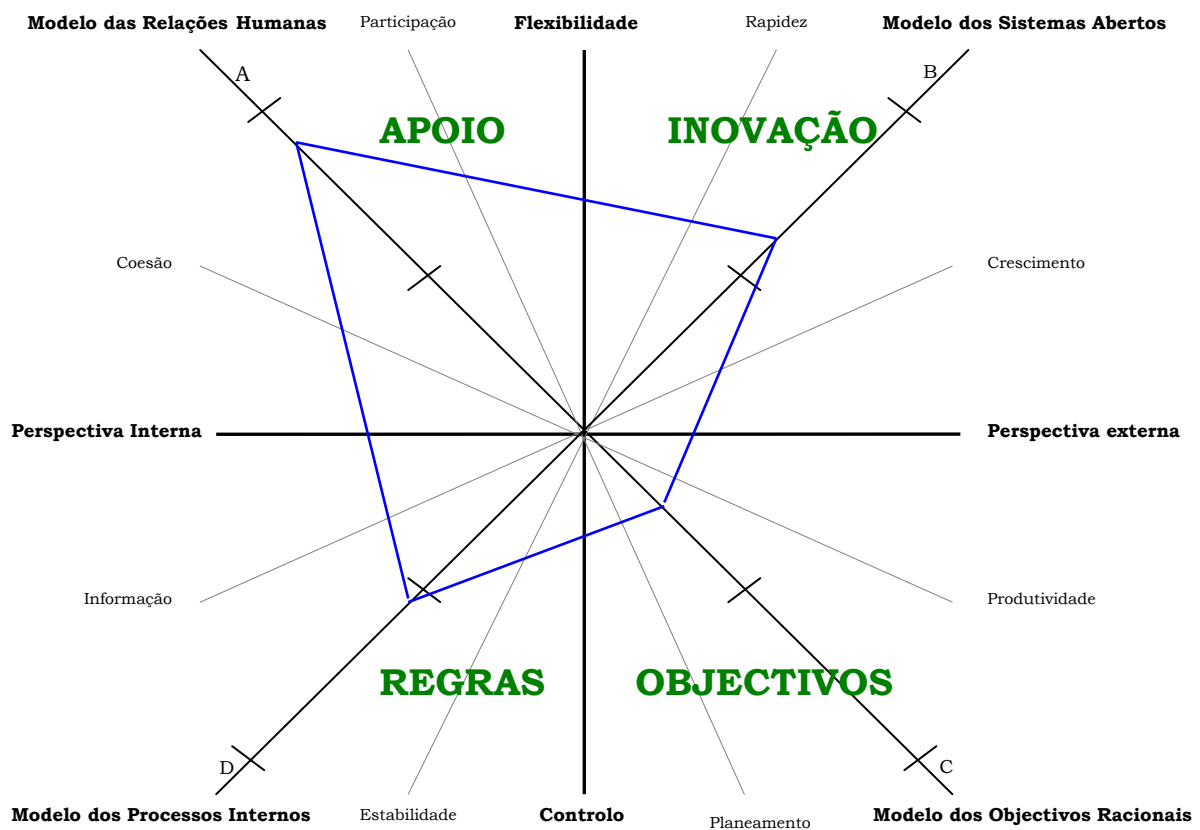 Modelo das Relações Humanas
Participação
Flexibilidade
Rapidez
Modelo dos Sistemas Abertos
A
B
APOIO
INOVAÇÃO
Coesão
Crescimento
Perspectiva Interna
Perspectiva externa
Informação
Produtividade
REGRAS
OBJECTIVOS
D
C
Modelo dos Processos Internos
Estabilidade
Controlo
Planeamento
Modelo dos Objectivos Racionais